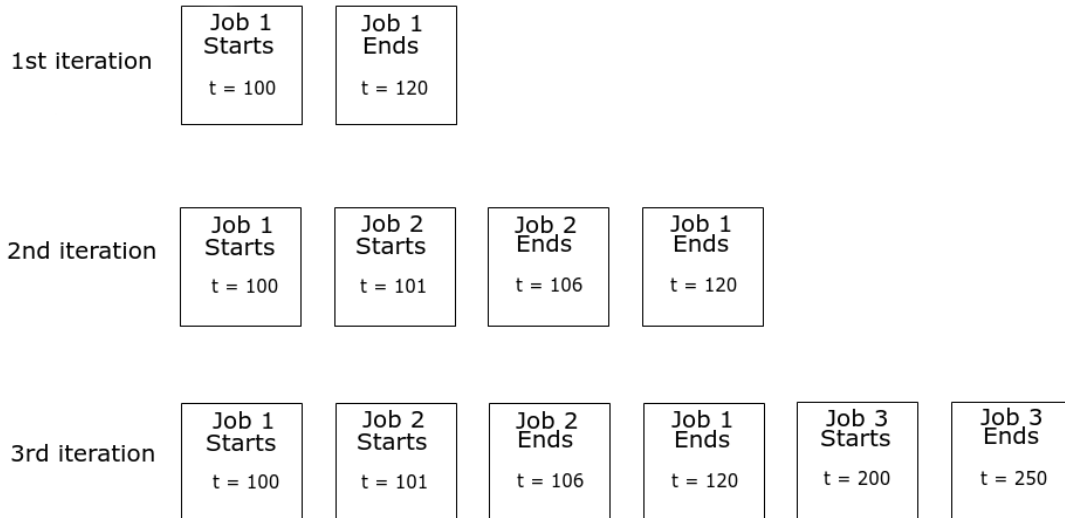 1st iteration
Job 1
Starts
t = 100
Job 1
Ends
t = 120
2nd iteration
Job 1
Starts
t = 100
Job 2
Starts
t = 101
Job 2
Ends
t = 106
Job 1
Ends
t = 120
3rd iteration
Job 1
Starts
t = 100
Job 2
Starts
t = 101
Job 2
Ends
t = 106
Job 1
Ends
t = 120
Job 3
Starts
t = 200
Job 3
Ends
t = 250